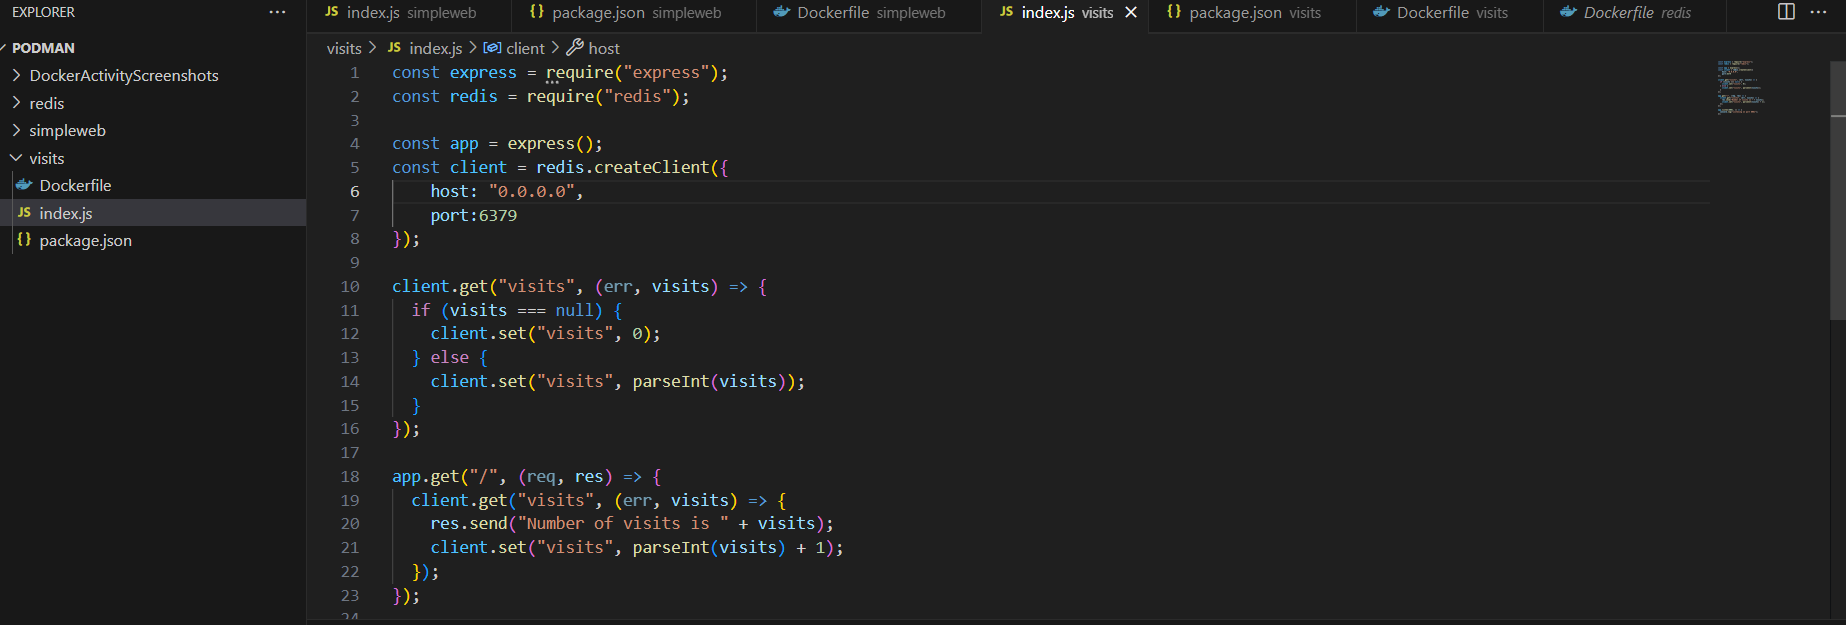 EXPLORER ···
PODMAN
DockerActivityScreenshots
redis
simpleweb
visits
Dockerfile
JS index.js
{} package.json
JS index.js simpleweb {} package.json simpleweb Dockerfile simpleweb JS index.js visits {} package.json visits Dockerfile visits Dockerfile redis ···
visits > JS index.js > client > host
1 const express = require("express");
2 const redis = require("redis");
3
4 const app = express();
5 const client = redis.createClient({
6     host: "0.0.0.0",
7     port:6379
8 });
9
10 client.get("visits", (err, visits) => {
11   if (visits === null) {
12     client.set("visits", 0);
13   } else {
14     client.set("visits", parseInt(visits));
15   }
16 });
17
18 app.get("/", (req, res) => {
19   client.get("visits", (err, visits) => {
20     res.send("Number of visits is " + visits);
21     client.set("visits", parseInt(visits) + 1);
22   });
23 });
24